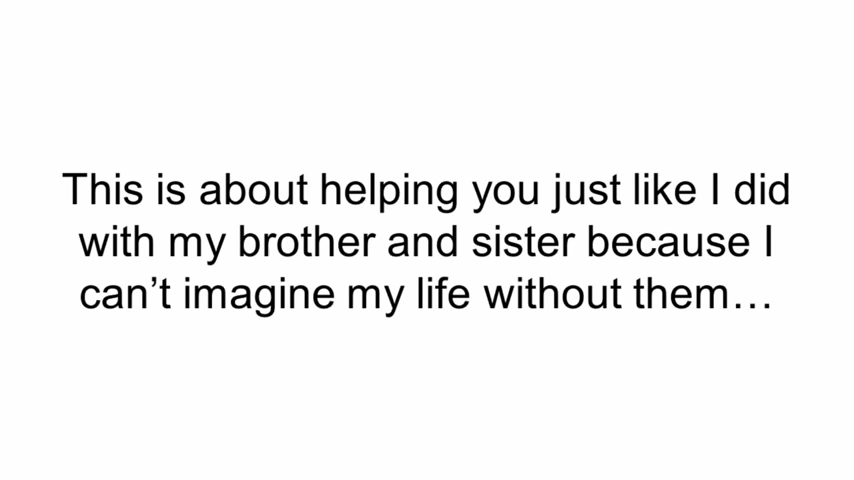 This is about helping you just like I did
with my brother and sister because I
can’t imagine my life without them…